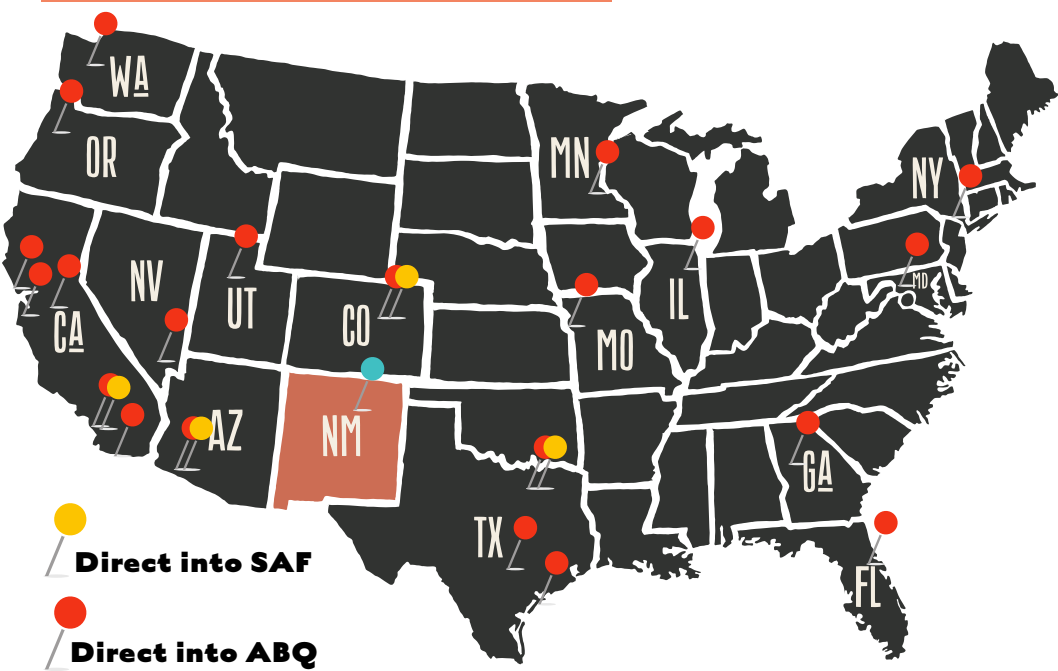 WA
OR
MN
NY
NV
UT
CO
IL
MD
CA
MO
AZ
NM
GA
TX
FL
Direct into SAF
Direct into ABQ